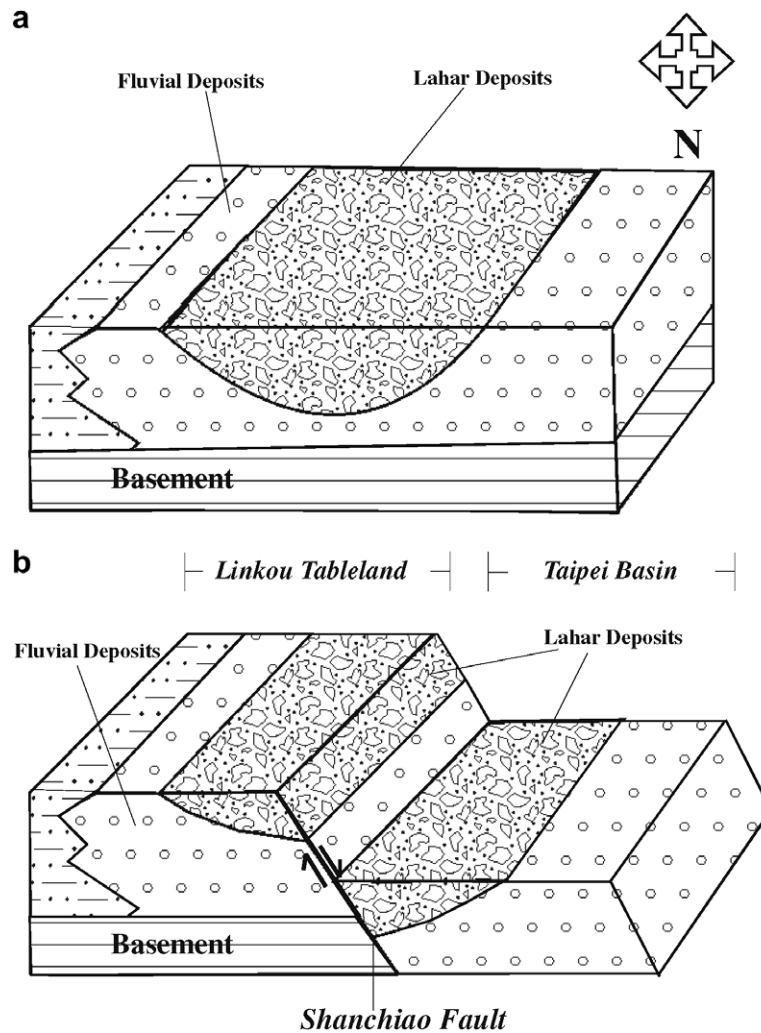 a
Fluvial Deposits
Lahar Deposits
N
Basement
b
Linkou Tableland
Taipei Basin
Fluvial Deposits
Lahar Deposits
Basement
Shanchiao Fault